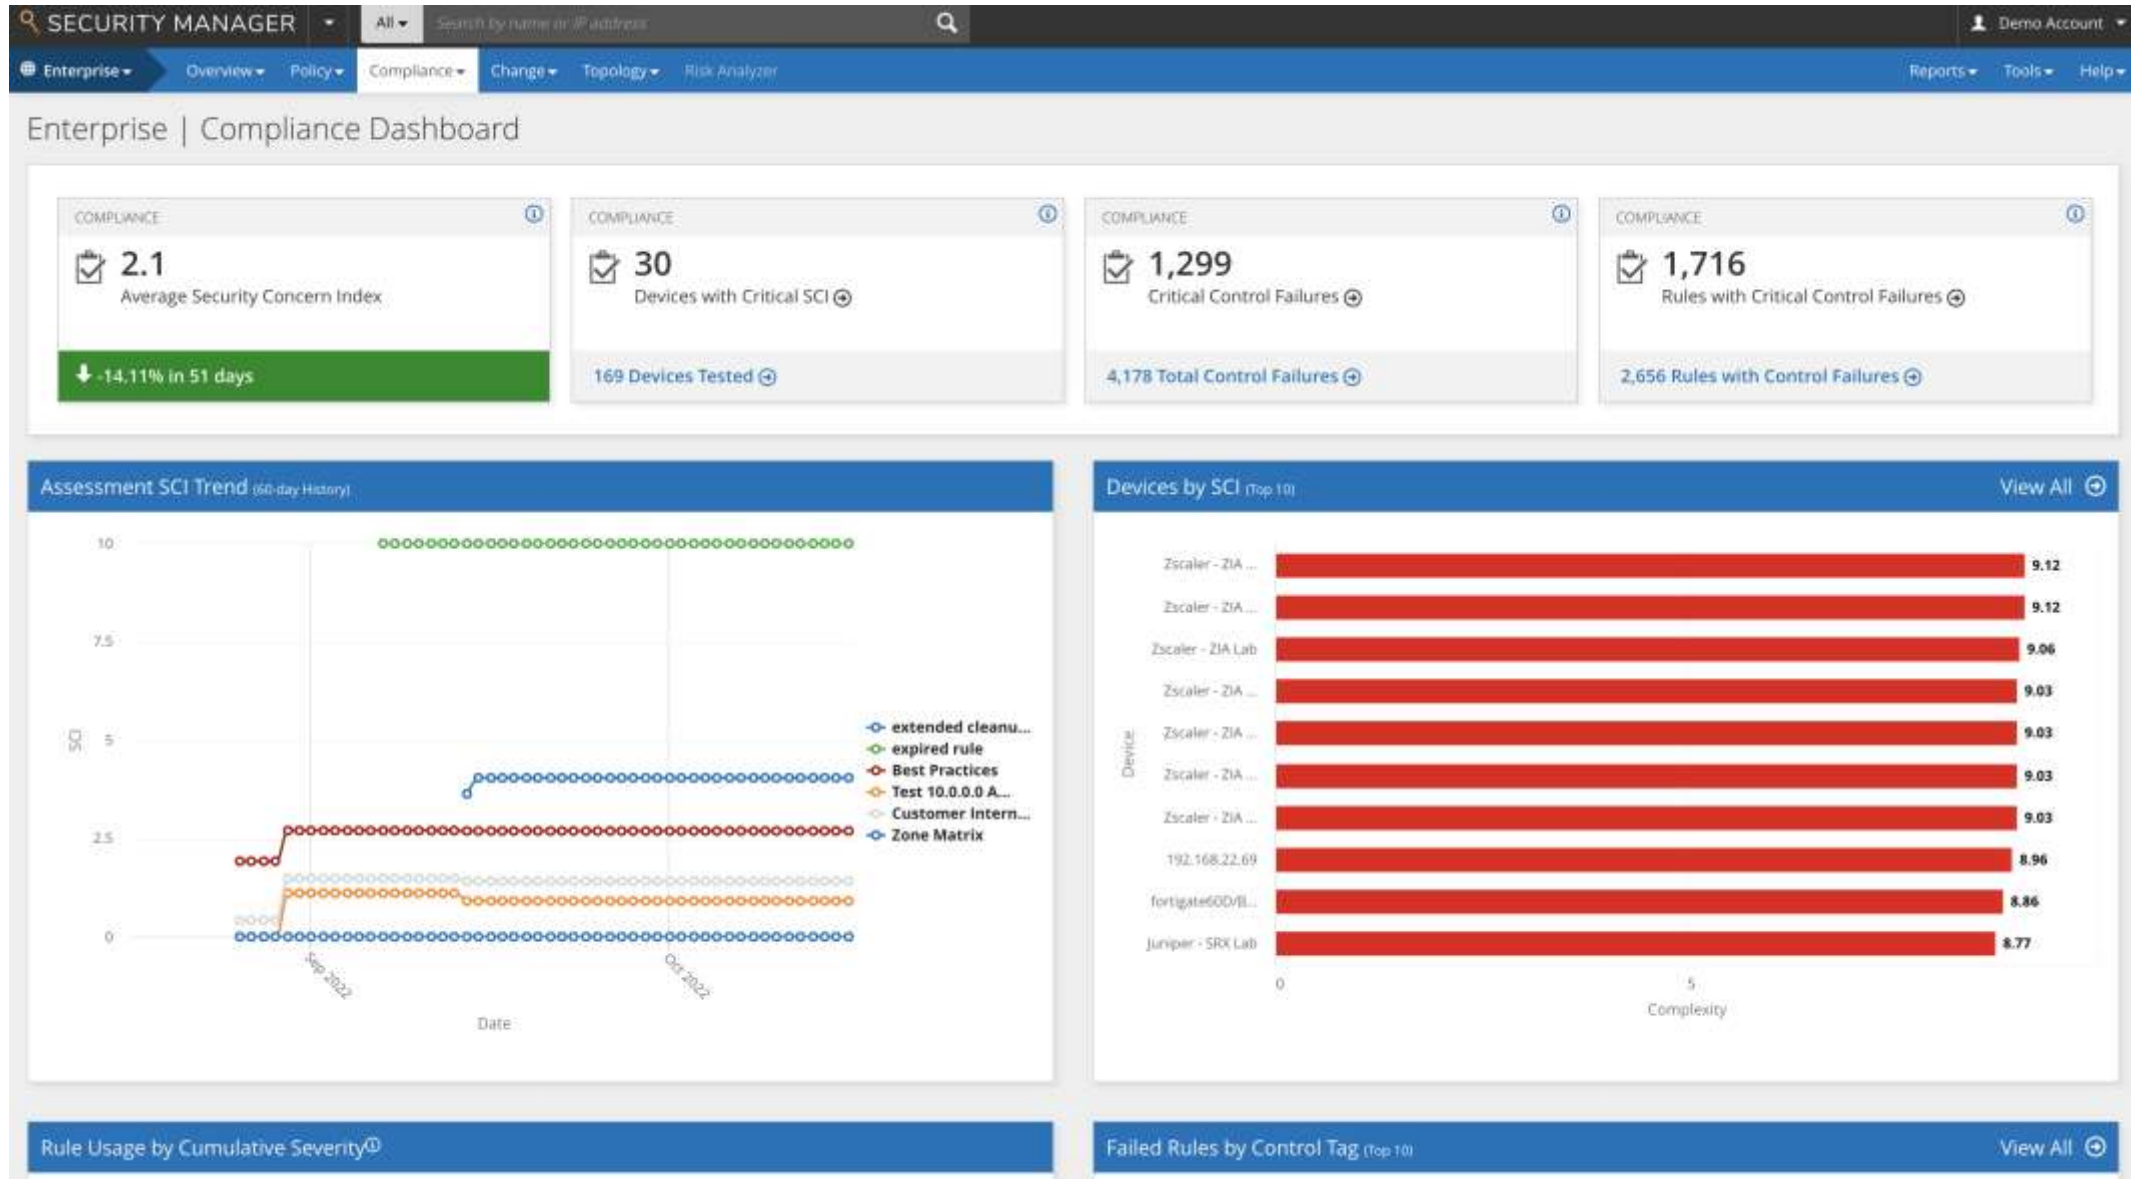 SECURITY MANAGER
All
Search by name or IP address
Demo Account
Enterprise
Overview
Policy
Compliance
Change
Topology
Risk Analyzer
Reports
Tools
Help
Enterprise | Compliance Dashboard
COMPLIANCE
2.1
Average Security Concern Index
-14.11% in 51 days
COMPLIANCE
30
Devices with Critical SCI
169 Devices Tested
COMPLIANCE
1,299
Critical Control Failures
4,178 Total Control Failures
COMPLIANCE
1,716
Rules with Critical Control Failures
2,656 Rules with Control Failures
Assessment SCI Trend (60-day History)
10
7.5
5
2.5
0
SCI
Sep 2022
Oct 2022
Date
extended cleanu...
expired rule
Best Practices
Test 10.0.0.0 A...
Customer Intern...
Zone Matrix
Devices by SCI (Top 10)
View All
Device
Zscaler - ZIA ... 9.12
Zscaler - ZIA ... 9.12
Zscaler - ZIA Lab 9.06
Zscaler - ZIA ... 9.03
Zscaler - ZIA ... 9.03
Zscaler - ZIA ... 9.03
Zscaler - ZIA ... 9.03
192.168.22.69 8.96
8.86
Juniper - SRX Lab 8.77
0
5
Complexity
Rule Usage by Cumulative Severity
Failed Rules by Control Tag (Top 10)
View All